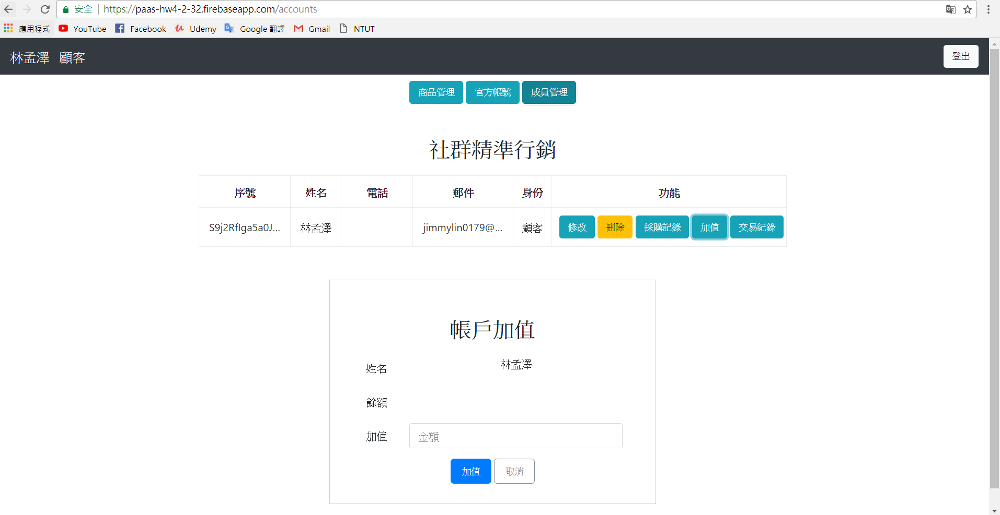 安全 https://paas-hw4-2-32.firebaseapp.com/accounts
應用程式 YouTube Facebook Udemy Google 翻譯 Gmail NTUT
林孟澤 顧客 登出
商品管理 官方帳號 成員管理
社群精準行銷
序號 姓名 電話 郵件 身份 功能
S9j2RfIga5a0J... 林孟澤 jimmylin0179@... 顧客 修改 刪除 採購記錄 加值 交易紀錄
帳戶加值
姓名 林孟澤
餘額
加值 金額
加值 取消